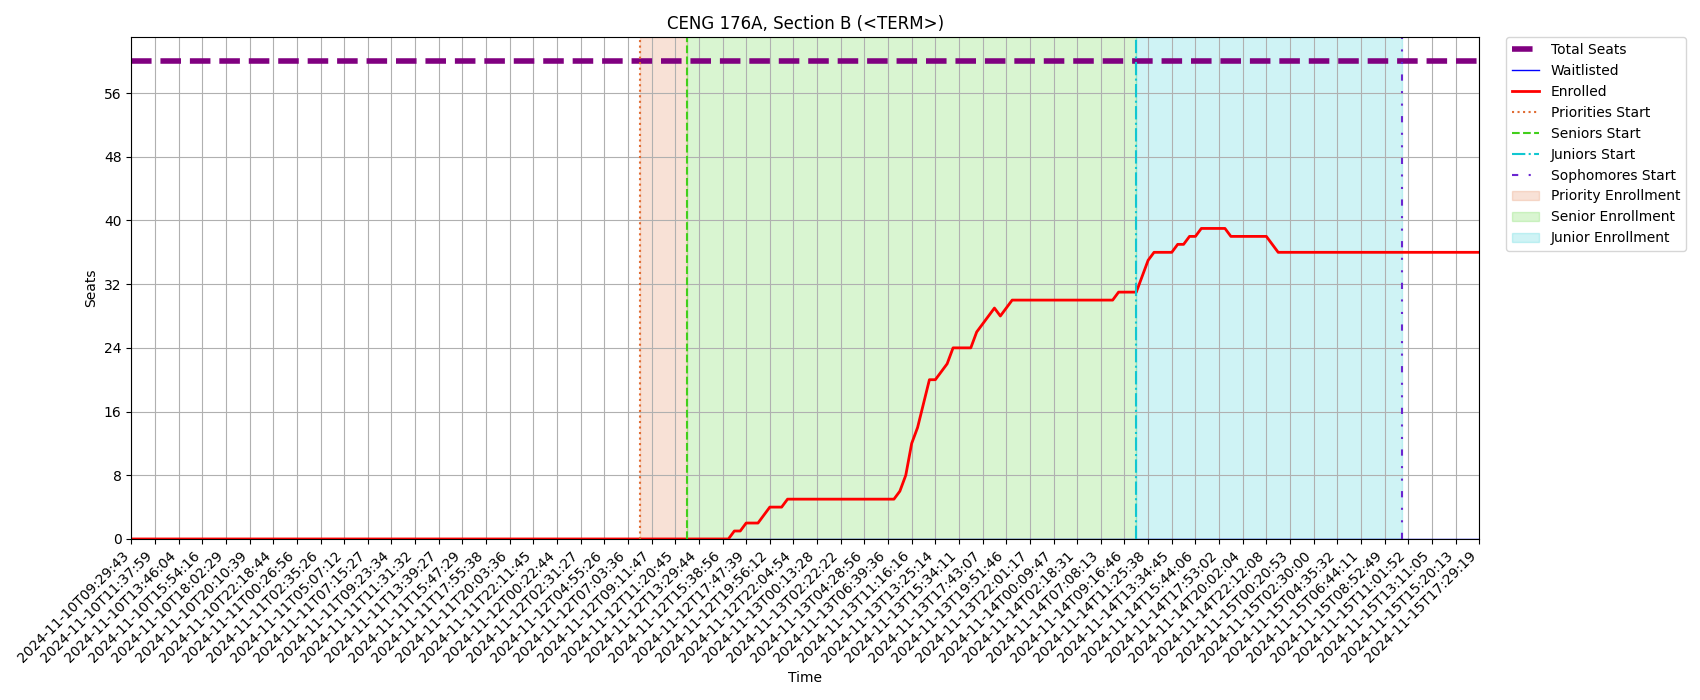 CENG 176A, Section B (<TERM>)
Total Seats
Waitlisted
Enrolled
Priorities Start
Seniors Start
Juniors Start
Sophomores Start
Priority Enrollment
Senior Enrollment
Junior Enrollment
Seats
56
48
40
32
24
16
8
0
2024-11-10T09:29:43
2024-11-10T11:37:59
2024-11-10T13:46:04
2024-11-10T15:54:16
2024-11-10T18:02:29
2024-11-10T20:10:39
2024-11-10T22:18:44
2024-11-11T00:26:56
2024-11-11T02:35:26
2024-11-11T05:07:12
2024-11-11T07:15:27
2024-11-11T09:23:34
2024-11-11T11:31:32
2024-11-11T13:39:27
2024-11-11T15:47:29
2024-11-11T17:55:38
2024-11-11T20:03:36
2024-11-11T22:11:45
2024-11-12T00:22:44
2024-11-12T02:31:27
2024-11-12T04:55:26
2024-11-12T07:03:36
2024-11-12T09:11:47
2024-11-12T11:20:45
2024-11-12T13:29:44
2024-11-12T15:38:56
2024-11-12T17:47:39
2024-11-12T19:56:12
2024-11-12T22:04:54
2024-11-13T00:13:28
2024-11-13T02:22:22
2024-11-13T04:28:56
2024-11-13T06:39:36
2024-11-13T11:16:16
2024-11-13T13:25:14
2024-11-13T15:34:11
2024-11-13T17:43:07
2024-11-13T19:51:46
2024-11-13T22:01:17
2024-11-14T00:09:47
2024-11-14T02:18:31
2024-11-14T07:08:13
2024-11-14T09:16:46
2024-11-14T11:25:38
2024-11-14T13:34:45
2024-11-14T15:44:06
2024-11-14T17:53:02
2024-11-14T20:02:04
2024-11-14T22:12:08
2024-11-15T00:20:53
2024-11-15T02:30:00
2024-11-15T04:35:32
2024-11-15T06:44:11
2024-11-15T08:52:49
2024-11-15T11:01:52
2024-11-15T13:11:05
2024-11-15T15:20:13
2024-11-15T17:29:19
Time